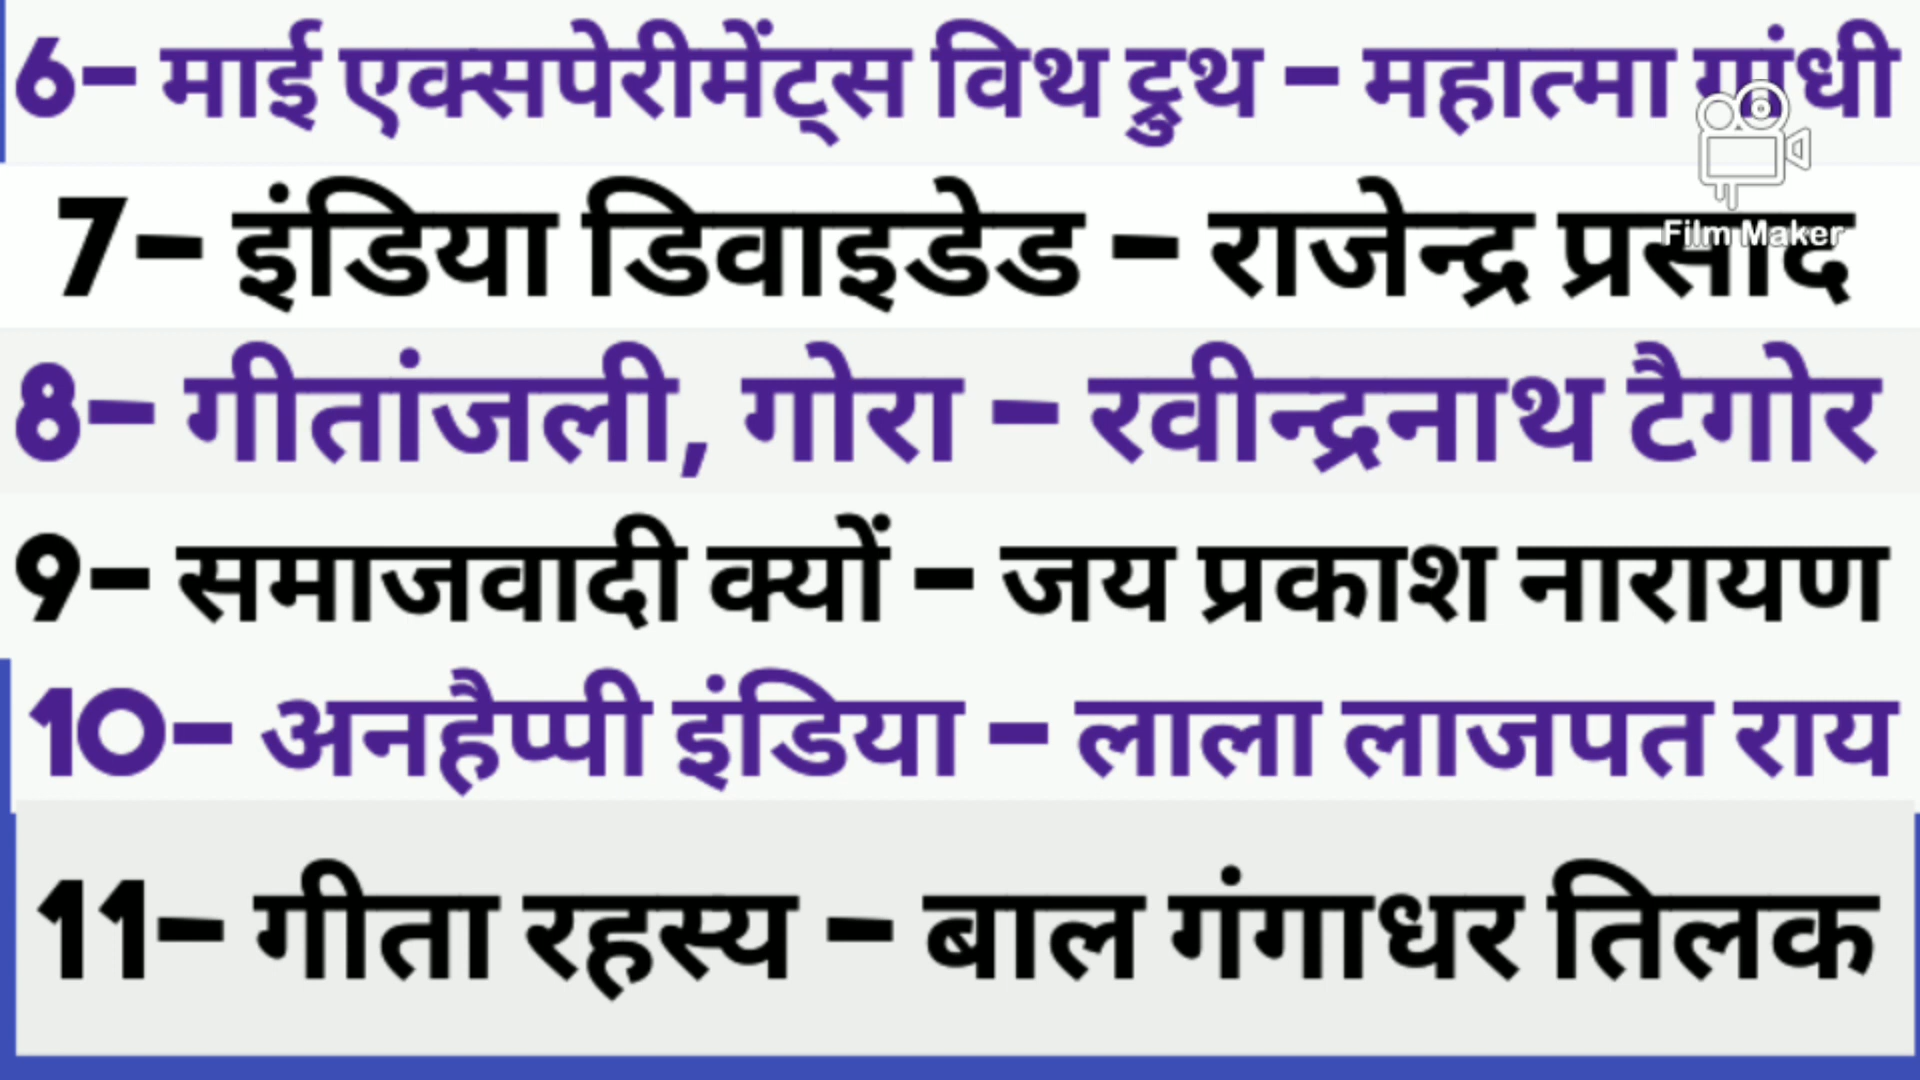 6- माई एक्सपेरीमेंट्स विथ ट्रुथ - महात्मा गांधी
7- इंडिया डिवाइडेड - राजेन्द्र प्रसाद
Film Maker
8- गीतांजली, गोरा - रवीन्द्रनाथ टैगोर
9- समाजवादी क्यों - जय प्रकाश नारायण
10- अनहैप्पी इंडिया - लाला लाजपत राय
11- गीता रहस्य - बाल गंगाधर तिलक